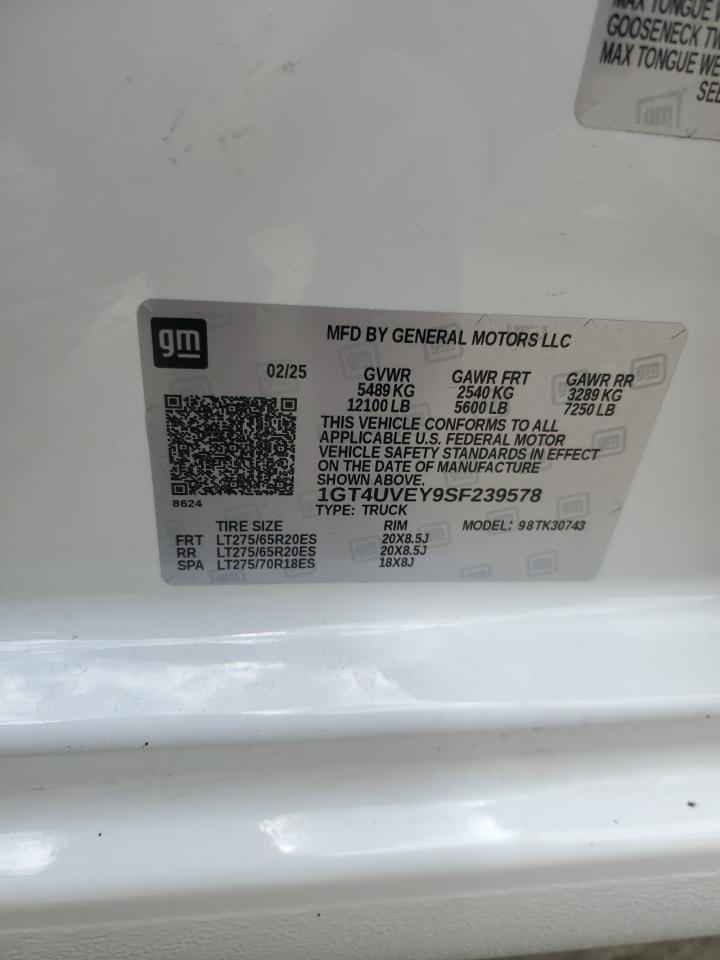 MAX TONGUE
GOOSENECK
MAX TONGUE
gm
gm
MFD BY GENERAL MOTORS LLC
02/25 GVWR GAWR FRT GAWR RR
5489 KG 2540 KG 3289 KG
12100 LB 5600 LB 7250 LB
THIS VEHICLE CONFORMS TO ALL
APPLICABLE U.S. FEDERAL MOTOR
VEHICLE SAFETY STANDARDS IN EFFECT
ON THE DATE OF MANUFACTURE
SHOWN ABOVE.
8624 1GT4UVEY9SF239578
TYPE: TRUCK
TIRE SIZE RIM MODEL: 98TK30743
FRT LT275/65R20ES 20X8.5J
RR LT275/65R20ES 20X8.5J
SPA LT275/70R18ES 18X8J